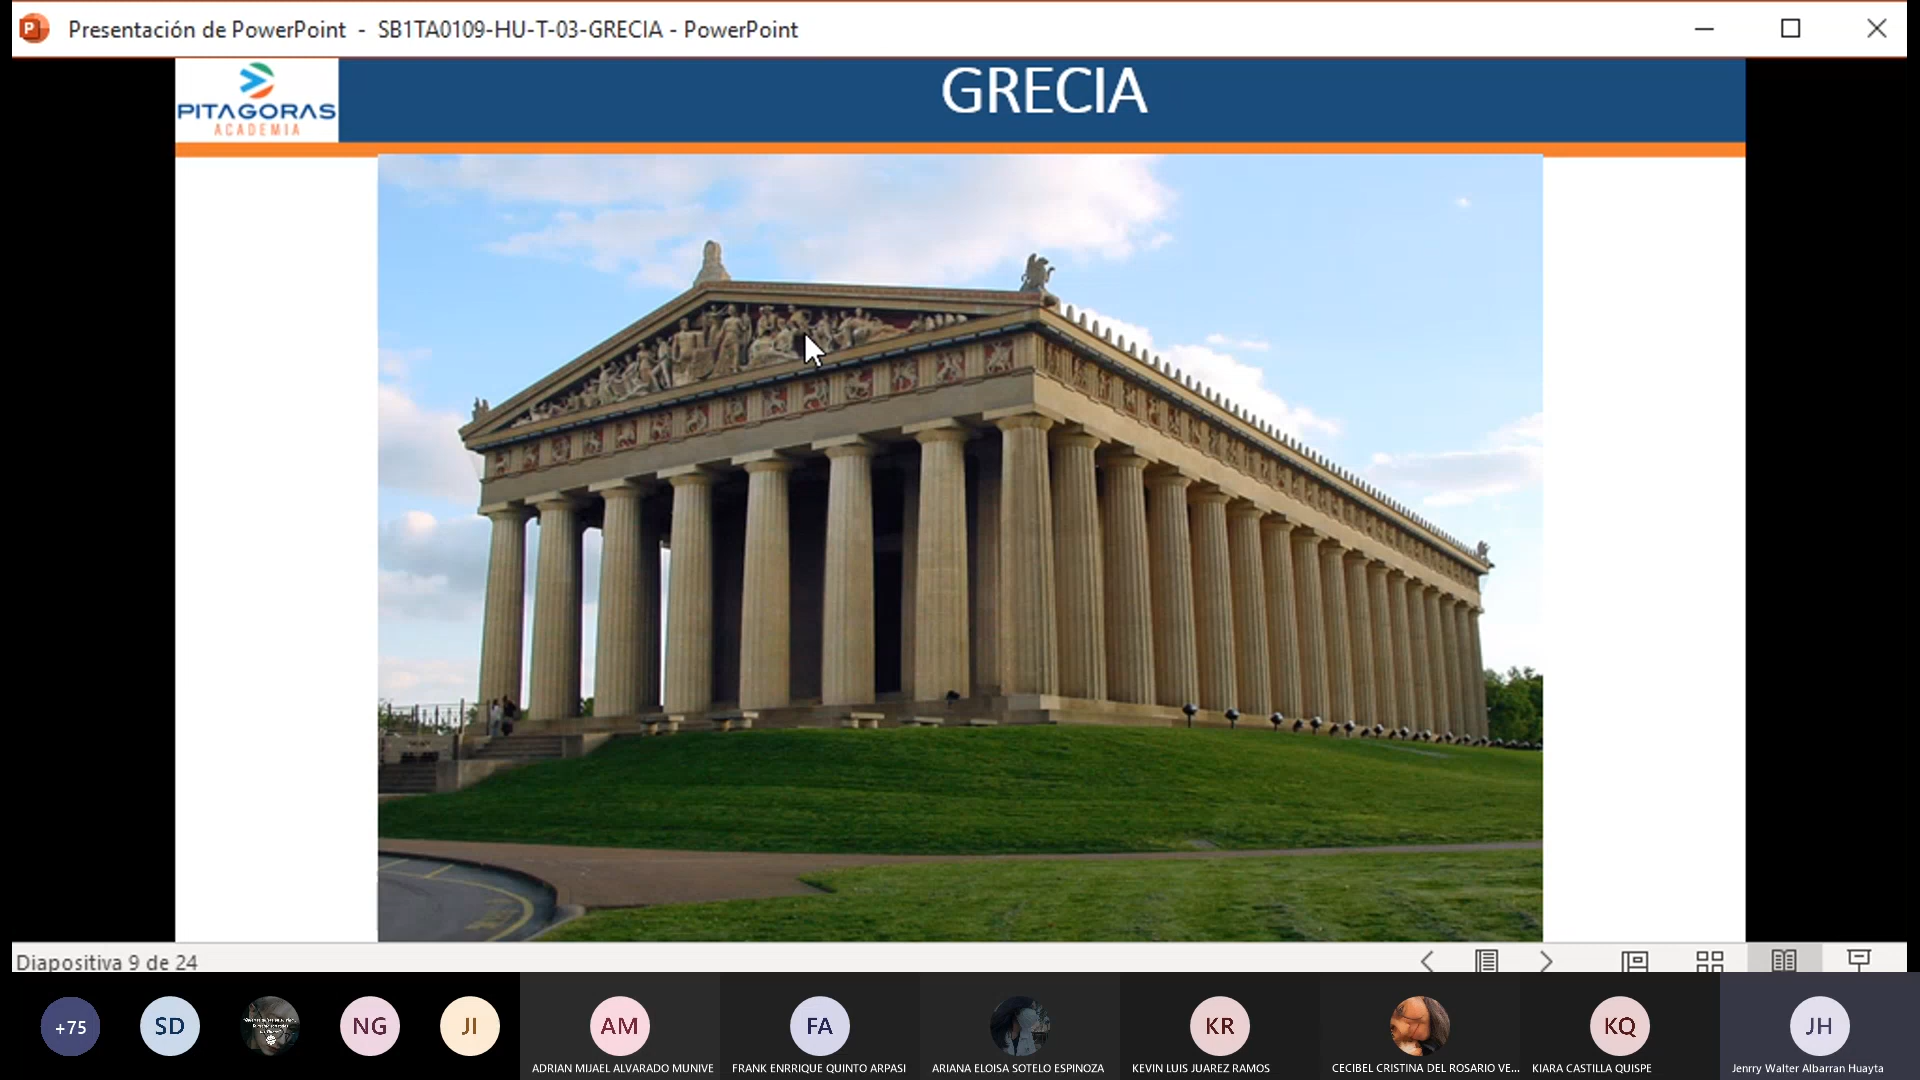 Presentación de PowerPoint - SB1TA0109-HU-T-03-GRECIA - PowerPoint
PITAGORAS
ACADEMIA
GRECIA
Diapositiva 9 de 24
+75
SD
NG
JI
AM
FA
KR
KQ
JH
ADRIAN MIJAEL ALVARADO MUNIVE
FRANK ENRRIQUE QUINTO ARPASI
ARIANA ELOISA SOTELO ESPINOZA
KEVIN LUIS JUAREZ RAMOS
CECIBEL CRISTINA DEL ROSARIO VE...
KIARA CASTILLA QUISPE
Jenrry Walter Albarran Huayta